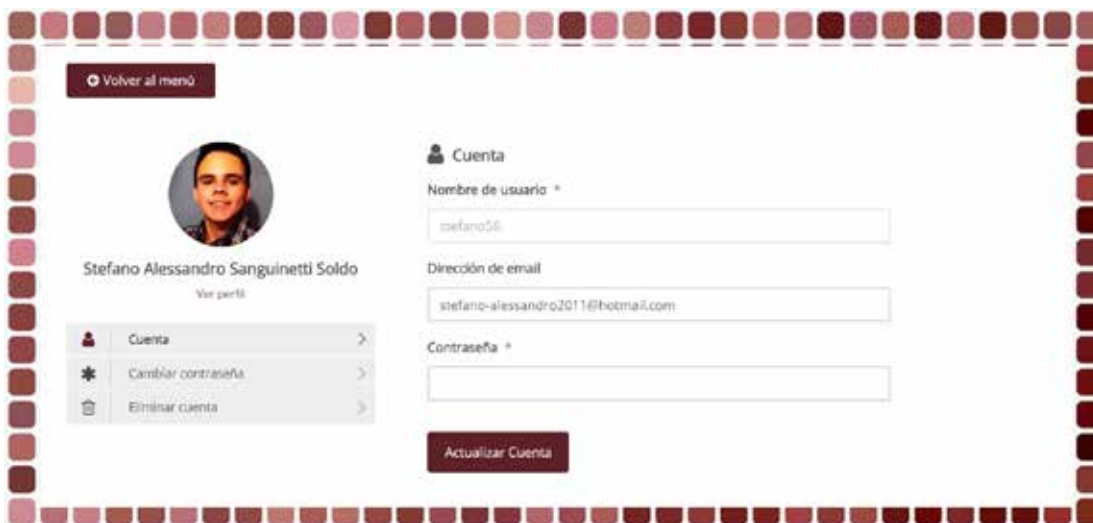 Volver al menú
Stefano Alessandro Sanguinetti Soldo
Ver perfil
Cuenta
Cambiar contraseña
Eliminar cuenta
Cuenta
Nombre de usuario *
stefano56
Dirección de email
stefano-alessandro2011@hotmail.com
Contraseña *
Actualizar Cuenta